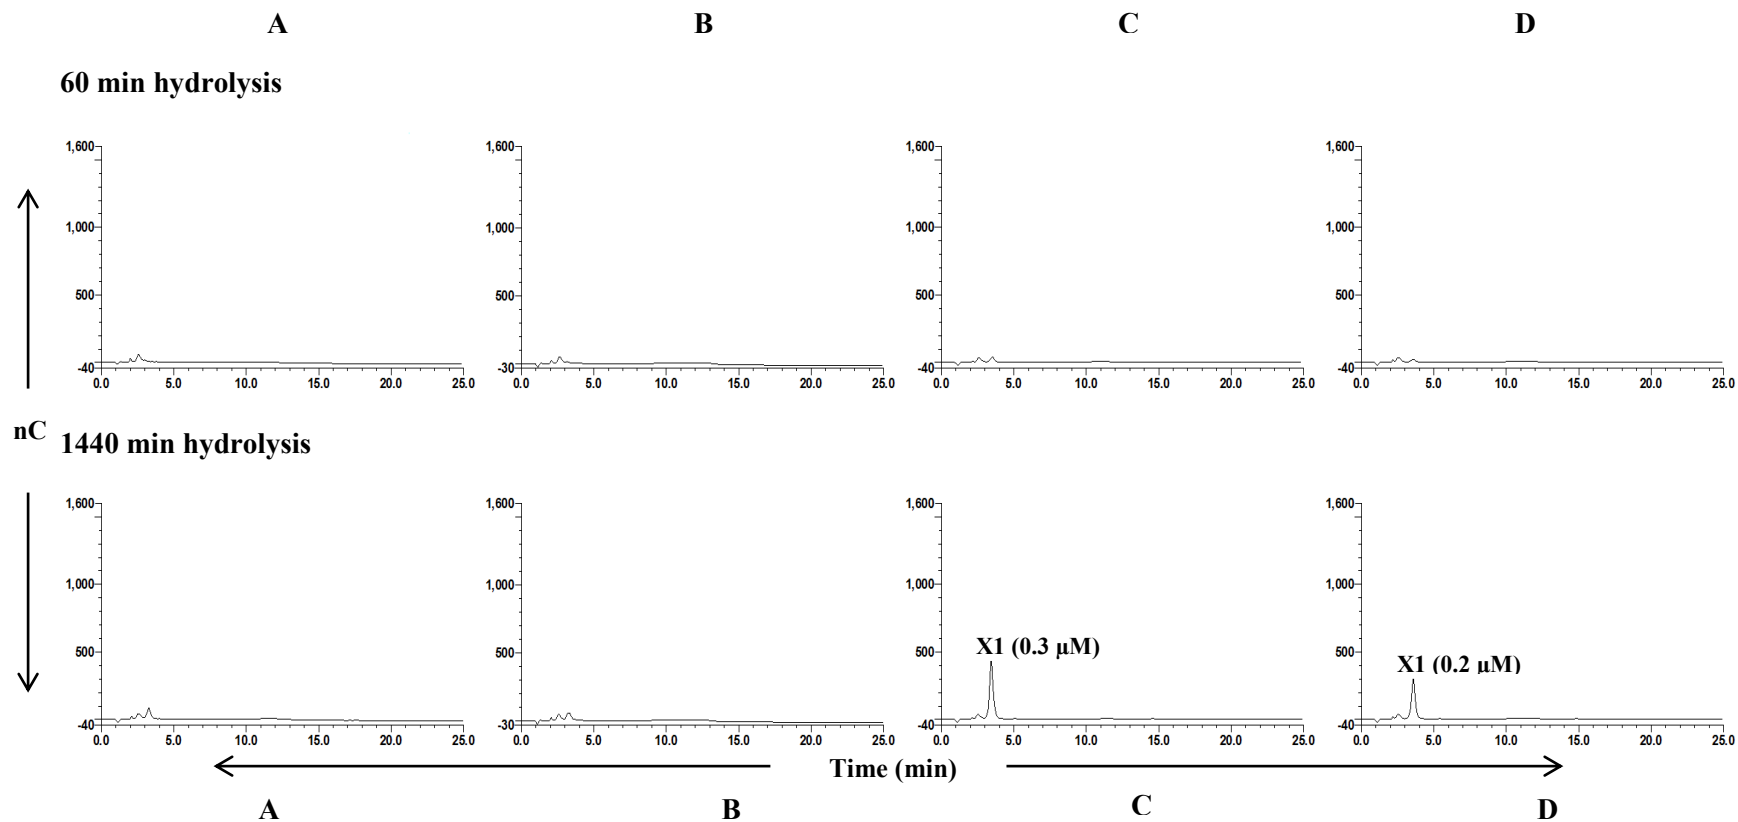 A B C D
60 min hydrolysis
1,600 1,600 1,600 1,600
1,000 1,000 1,000 1,000
500 500 500 500
-40 -30 -40 -40
0.0 5.0 10.0 15.0 20.0 25.0 0.0 5.0 10.0 15.0 20.0 25.0 0.0 5.0 10.0 15.0 20.0 25.0 0.0 5.0 10.0 15.0 20.0 25.0
nC
1440 min hydrolysis
1,600 1,600 1,600 1,600
1,000 1,000 1,000 1,000
500 500 500 500
X1 (0.3 µM)
X1 (0.2 µM)
-40 -30 -40 -40
0.0 5.0 10.0 15.0 20.0 25.0 0.0 5.0 10.0 15.0 20.0 25.0 0.0 5.0 10.0 15.0 20.0 25.0 0.0 5.0 10.0 15.0 20.0 25.0
Time (min)
A B C D